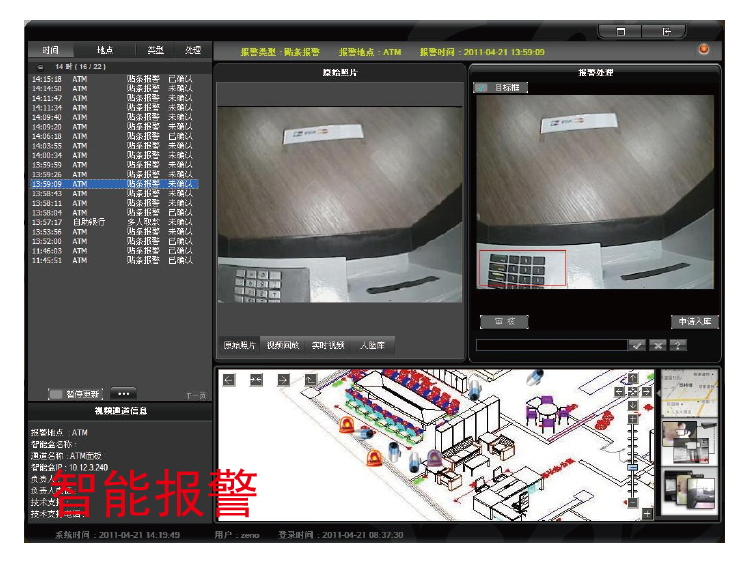 时间 地点 类型 处理
报警类型：贴条报警 报警地点：ATM 报警时间：2011-04-21 13:59:09
14 时 ( 16 / 22 )
原始照片
报警处理
目标框
14:15:18 ATM 贴条报警 已确认
14:14:50 ATM 贴条报警 未确认
14:11:47 ATM 贴条报警 未确认
14:11:34 ATM 贴条报警 未确认
14:09:40 ATM 贴条报警 未确认
14:09:20 ATM 贴条报警 未确认
14:06:18 ATM 贴条报警 已确认
14:03:55 ATM 贴条报警 未确认
14:00:34 ATM 贴条报警 未确认
13:59:59 ATM 贴条报警 未确认
13:59:26 ATM 贴条报警 未确认
13:59:09 ATM 贴条报警 未确认
13:58:43 ATM 贴条报警 未确认
13:58:11 ATM 贴条报警 未确认
13:58:04 ATM 贴条报警 已确认
13:57:17 自助银行 多人取款 未确认
13:53:56 ATM 贴条报警 未确认
13:52:00 ATM 贴条报警 已确认
11:46:03 ATM 贴条报警 已确认
11:45:51 ATM 贴条报警 已确认
审 核 申请入库
原始照片 视频回放 实时视频 人脸库
暂停更新 ••• 下一页
视频通道信息
报警地点：ATM
智能盒名称：
通道名称：ATM面板
智能盒IP：10.12.3.240
负责人
负责人
技术支持
技术支持
智能报警
系统时间：2011-04-21 14:19:49 用户：zeno 登录时间：2011-04-21 08:37:30